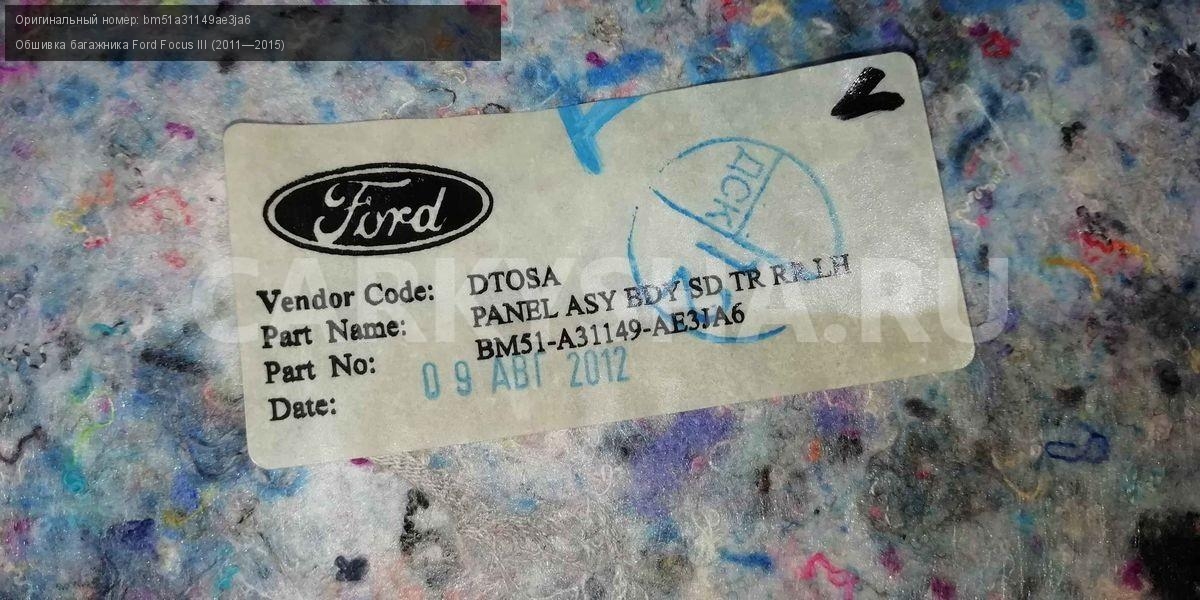 Оригинальный номер: bm51a31149ae3ja6
Обшивка багажника Ford Focus III (2011—2015)
Ford
ДСК
Vendor Code: DTOSA
Part Name: PANEL ASY BDY SD TR RR LH
Part No: BM51-A31149-AE3JA6
Date: 09 АВГ 2012
CARKYSHA.RU